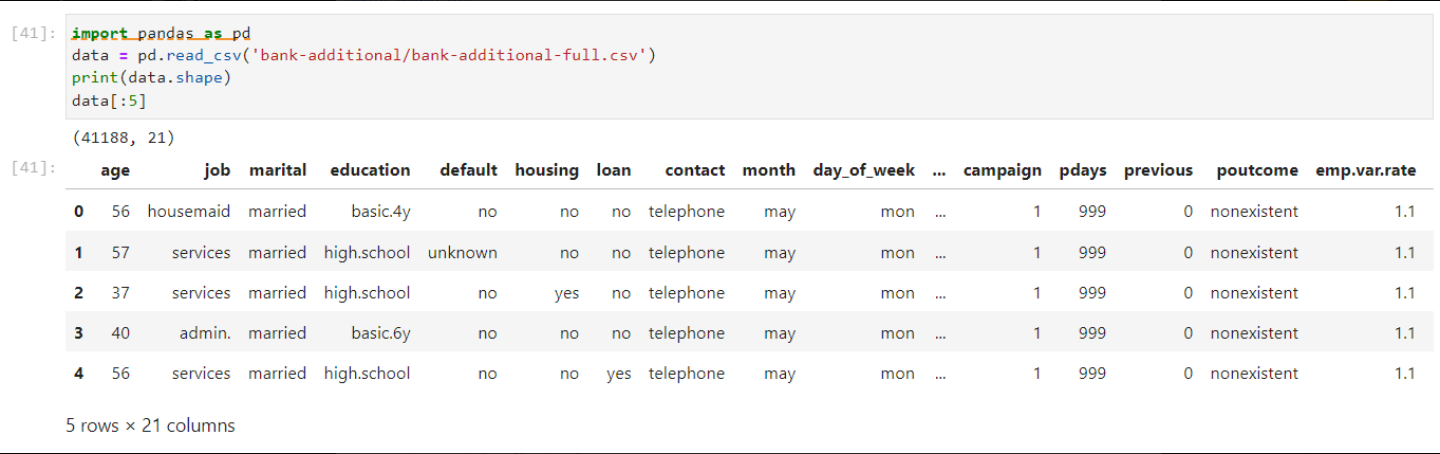 [41]: import pandas as pd
data = pd.read_csv('bank-additional/bank-additional-full.csv')
print(data.shape)
data[:5]
(41188, 21)
[41]: age job marital education default housing loan contact month day_of_week ... campaign pdays previous poutcome emp.var.rate
0 56 housemaid married basic.4y no no no telephone may mon ... 1 999 0 nonexistent 1.1
1 57 services married high.school unknown no no telephone may mon ... 1 999 0 nonexistent 1.1
2 37 services married high.school no yes no telephone may mon ... 1 999 0 nonexistent 1.1
3 40 admin. married basic.6y no no no telephone may mon ... 1 999 0 nonexistent 1.1
4 56 services married high.school no no yes telephone may mon ... 1 999 0 nonexistent 1.1
5 rows × 21 columns